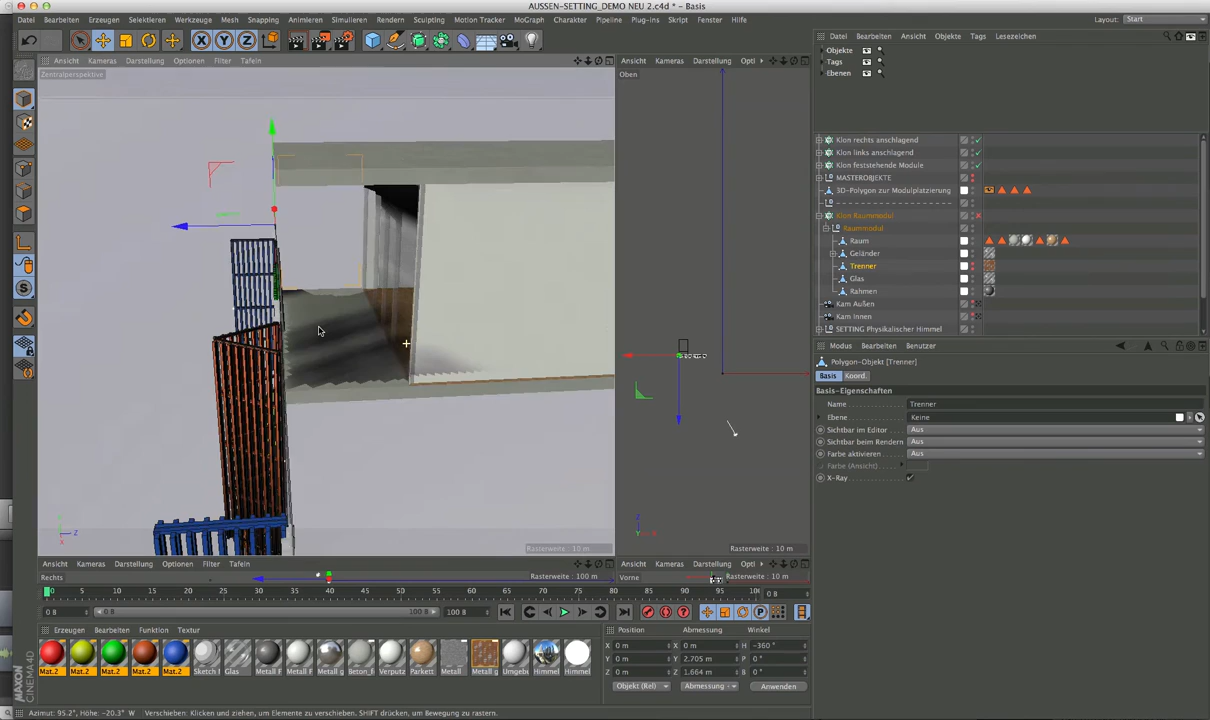 AUSSEN-SETTING_DEMO NEU 2.c4d * - Basis
Datei Bearbeiten Erzeugen Selektieren Werkzeuge Mesh Snapping Animieren Simulieren Rendern Sculpting Motion Tracker MoGraph Charakter Pipeline Plug-ins Skript Fenster Hilfe
Layout: Start
Ansicht Kameras Darstellung Optionen Filter Tafeln
Ansicht Kameras Darstellung Opti
Datei Bearbeiten Ansicht Objekte Tags Lesezeichen
Zentralperspektive
Oben
Objekte
Tags
Ebenen
Klon rechts anschlagend
Klon links anschlagend
Klon feststehende Module
MASTEROBJEKTE
3D-Polygon zur Modulplatzierung
Klon Raummodul
Raummodul
Raum
Geländer
Trenner
Glas
Rahmen
Kam Außen
Kam Innen
SETTING Physikalischer Himmel
Modus Bearbeiten Benutzer
Polygon-Objekt [Trenner]
Basis Koord.
Basis-Eigenschaften
Name Trenner
Ebene Keine
Sichtbar im Editor Aus
Sichtbar beim Rendern Aus
Farbe aktivieren Aus
Farbe (Ansicht)
X-Ray
Rasterweite : 10 m
Rasterweite : 10 m
Ansicht Kameras Darstellung Optionen Filter Tafeln
Ansicht Kameras Darstellung Opti
Rechts
Rasterweite : 100 m
Vorne
Rasterweite : 10 m
0 5 10 15 20 25 30 35 40 45 50 55 60 65 70 75 80 85 90 95 100
0 B
0 B
0 B
100 B
100 B
Erzeugen Bearbeiten Funktion Textur
Position Abmessung Winkel
X 0 m X 0 m H -360 °
Y 0 m Y 2.705 m P 0 °
Z 0 m Z 1.664 m B 0 °
Objekt (Rel) Abmessung Anwenden
Mat.2 Mat.2 Mat.2 Mat.2 Mat.2 Sketch Glas Metall Metall Metall g Beton_ Verputz Parkett Metall Metall g Umgebu Himmel Himmel
MAXON
CINEMA4D
Azimut: 95.2°, Höhe: -20.3° W Verschieben: Klicken und ziehen, um Elemente zu verschieben. SHIFT drücken, um Bewegung zu rastern.